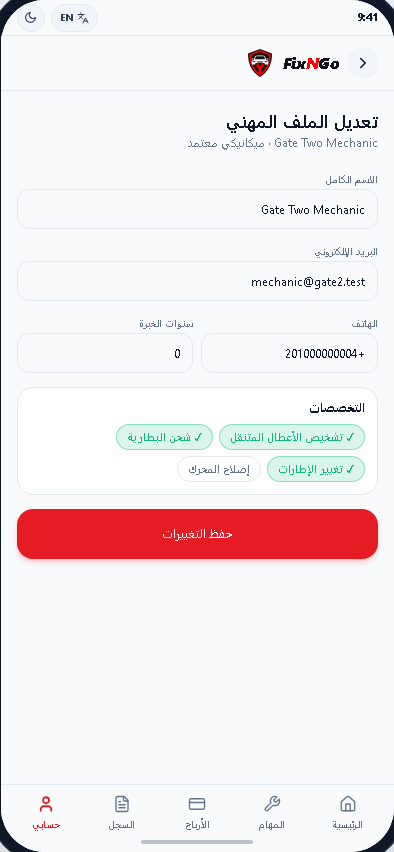 9:41
EN
FixNGo
تعديل الملف المهني
Gate Two Mechanic · ميكانيكي معتمد
الاسم الكامل
Gate Two Mechanic
البريد الإلكتروني
mechanic@gate2.test
الهاتف
سنوات الخبرة
201000000004+
0
التخصصات
✓ تشخيص الأعطال المتنقل
✓ شحن البطارية
✓ تغيير الإطارات
إصلاح المحرك
حفظ التغييرات
الرئيسية
المهام
الأرباح
السجل
حسابي